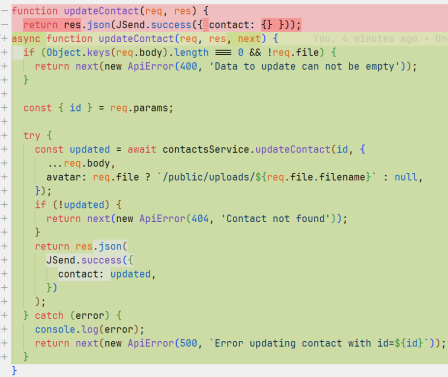 function updateContact(req, res) {
return res.json(JSend.success({ contact: {} }));
async function updateContact(req, res, next) { You, 4 minutes ago • Un
if (Object.keys(req.body).length === 0 && !req.file) {
return next(new ApiError(400, 'Data to update can not be empty'));
}
const { id } = req.params;
try {
const updated = await contactsService.updateContact(id, {
...req.body,
avatar: req.file ? `/public/uploads/${req.file.filename}` : null,
});
if (!updated) {
return next(new ApiError(404, 'Contact not found'));
}
return res.json(
JSend.success({
contact: updated,
})
);
} catch (error) {
console.log(error);
return next(new ApiError(500, `Error updating contact with id=${id}`));
}
}